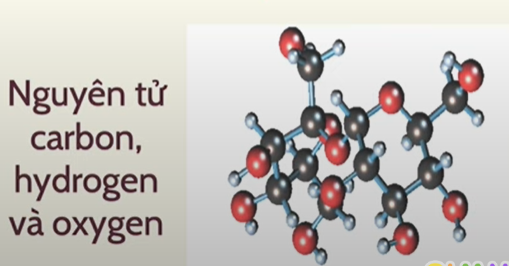 Nguyên tử
carbon,
hydrogen
và oxygen